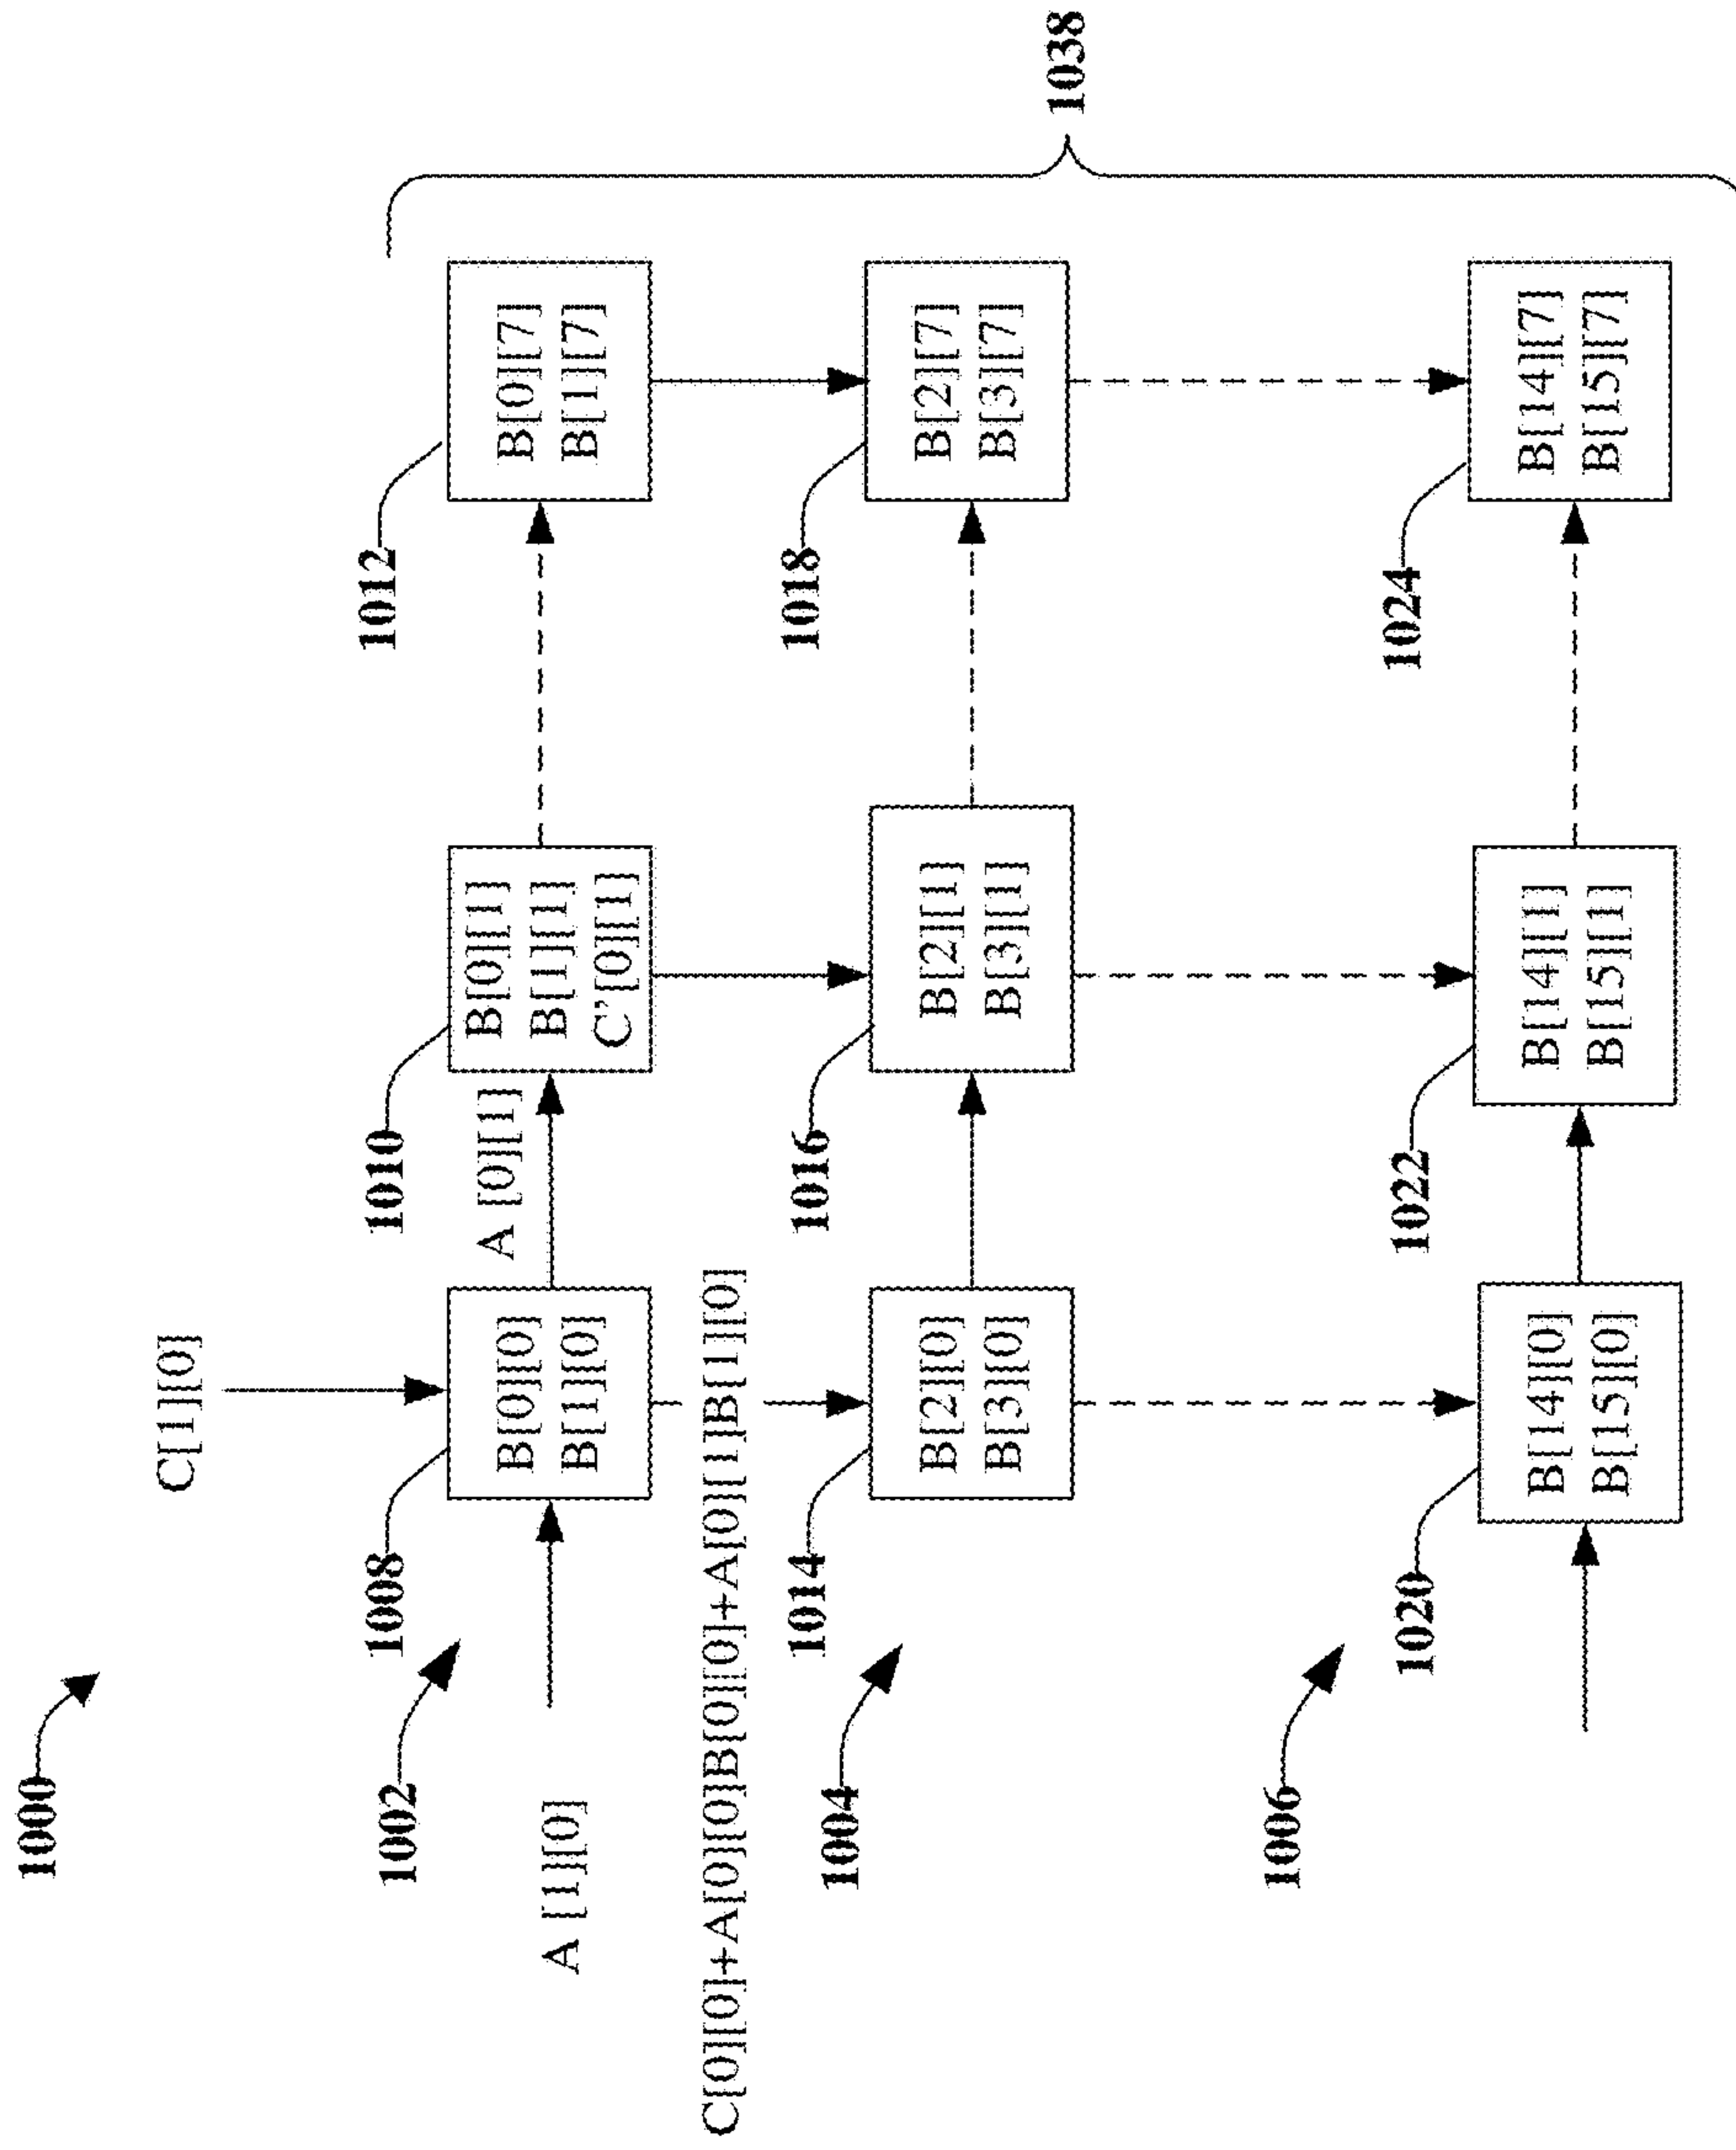 1000
C[1][0]
1002
1008
1010
1012
A [0][1]
B[0][0]
B[1][0]
B[0][1]
B[1][1]
C'[0][1]
B[0][7]
B[1][7]
A [1][0]
C[0][0]+A[0][0]B[0][0]+A[0][1]B[1][0]
1004
1014
1016
1018
B[2][0]
B[3][0]
B[2][1]
B[3][1]
B[2][7]
B[3][7]
1038
1006
1020
1022
1024
B[14][0]
B[15][0]
B[14][1]
B[15][1]
B[14][7]
B[15][7]